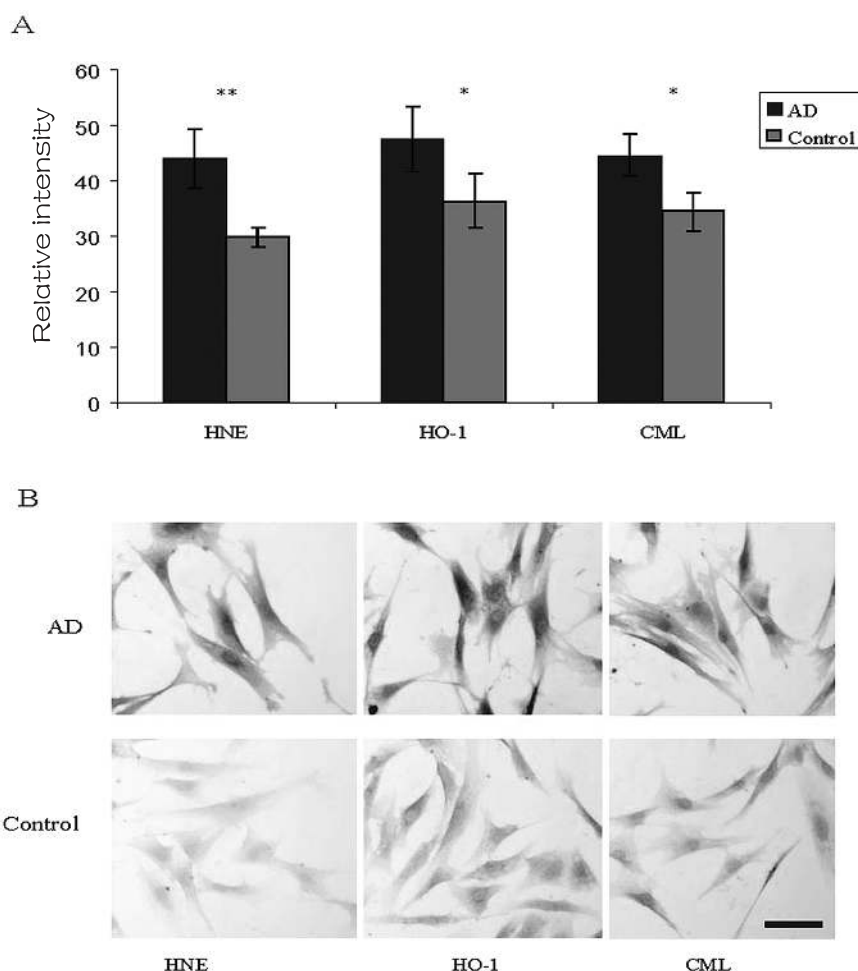 A
Relative intensity
60
50
40
30
20
10
0
** * *
AD
Control
HNE HO-1 CML
B
AD
Control
HNE HO-1 CML